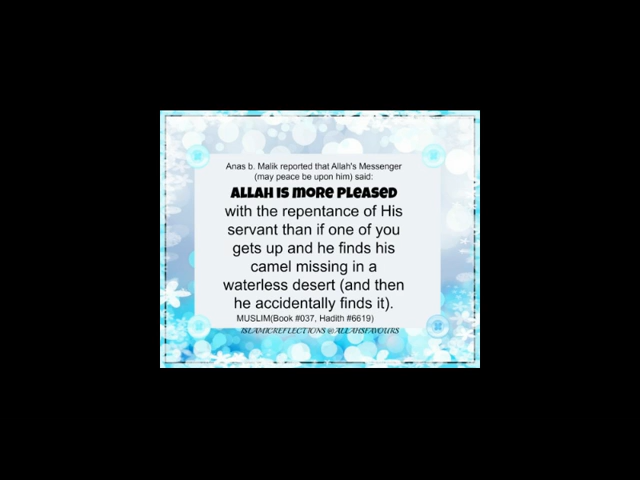 Anas b. Malik reported that Allah's Messenger
(may peace be upon him) said:
ALLAH IS MORE PLEASED
with the repentance of His
servant than if one of you
gets up and he finds his
camel missing in a
waterless desert (and then
he accidentally finds it).
MUSLIM(Book #037, Hadith #6619)
ISLAMICREFLECTIONS @ALLAHSFAVOURS